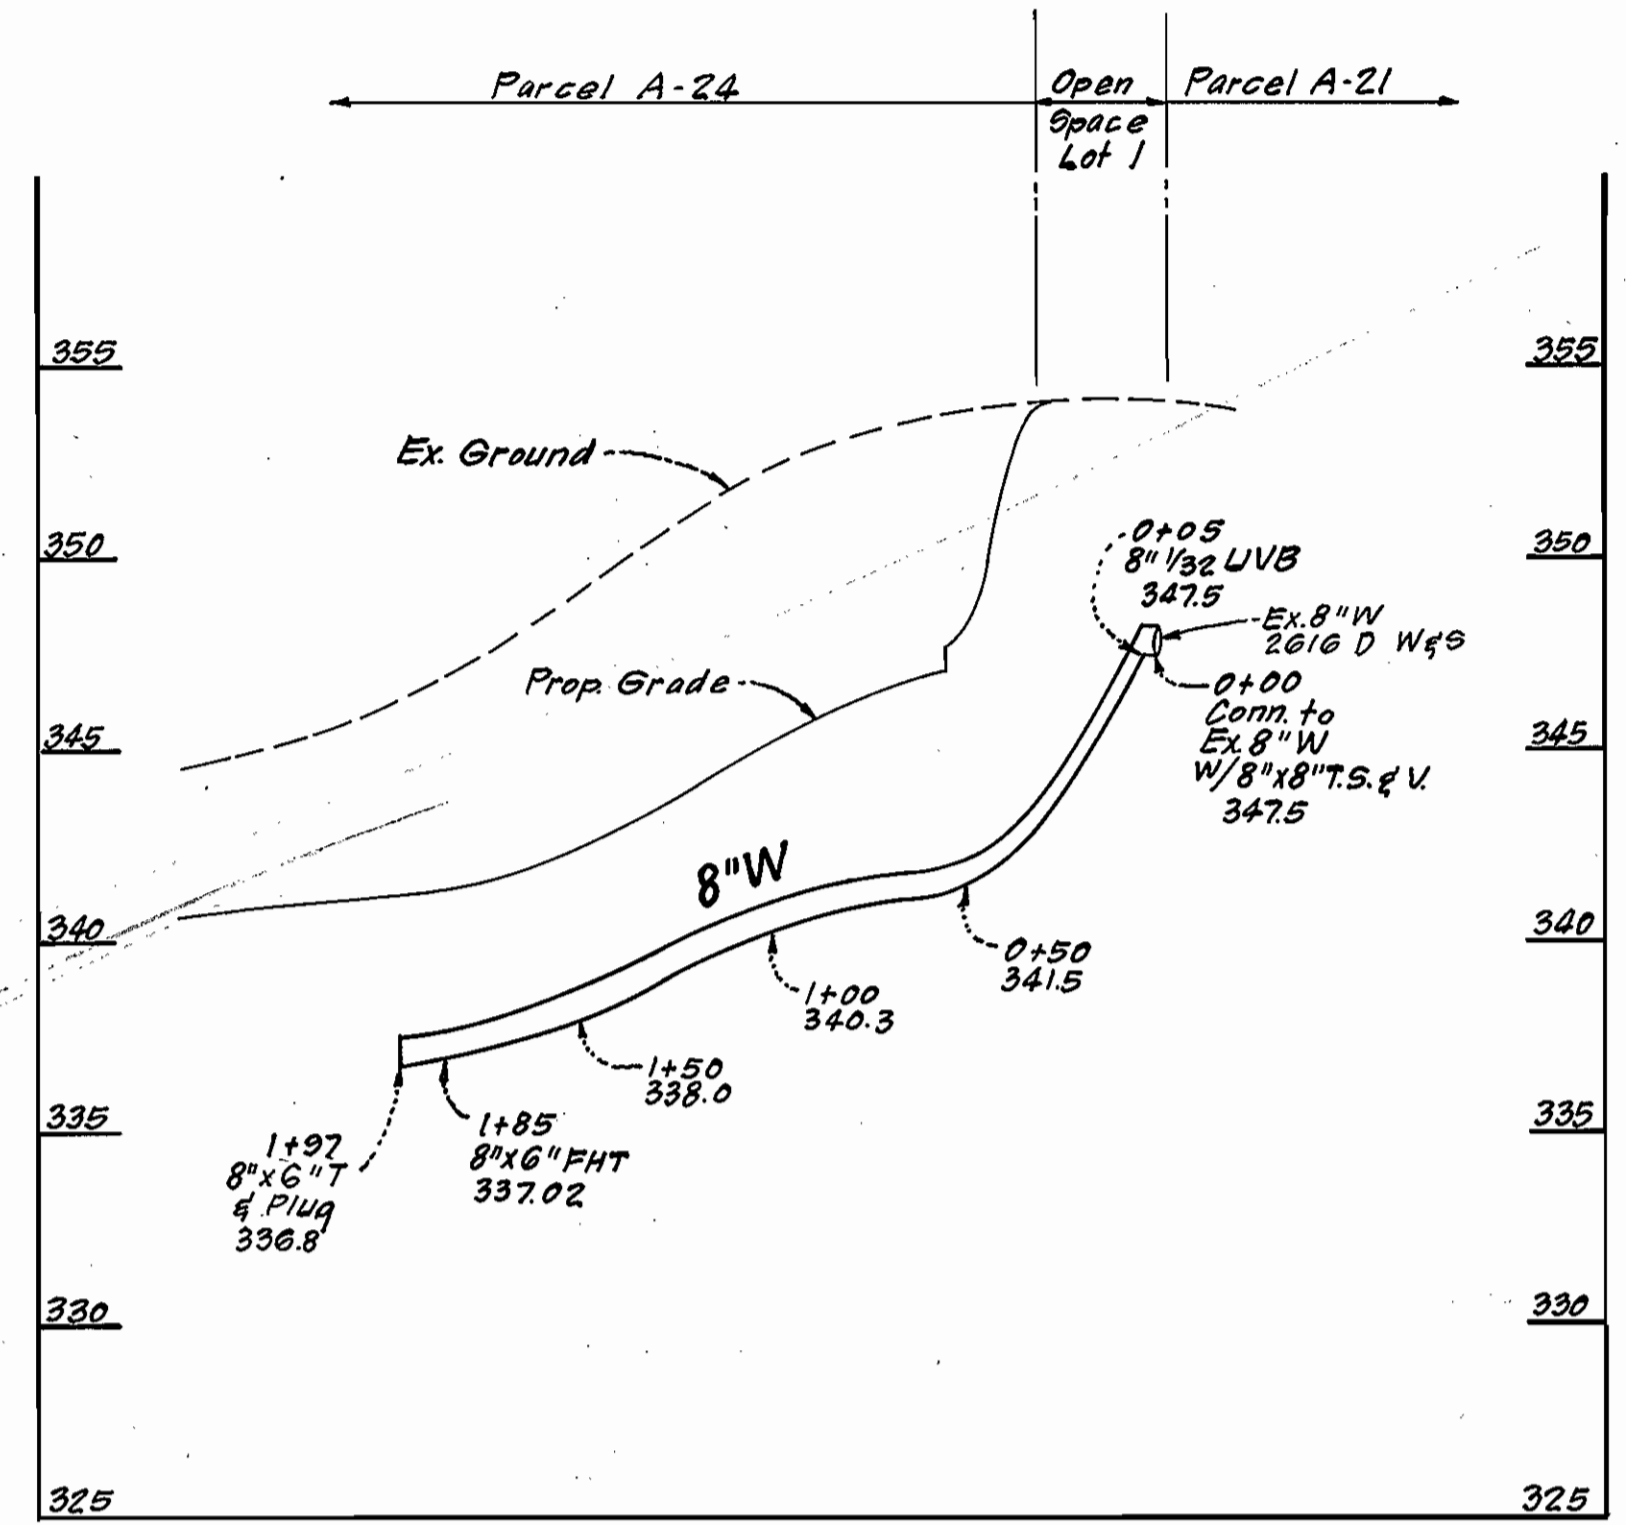 Parcel A-24
Open
Space
Lot 1
Parcel A-21
355
355
Ex. Ground
350
350
0+05
8" 1/32 UVB
347.5
Ex. 8" W
2616 D W&S
Prop. Grade
0+00
Conn. to
Ex. 8" W
W/8"x8" T.S. & V.
347.5
345
345
8" W
340
340
0+50
341.5
1+00
340.3
1+50
338.0
335
335
1+85
8"x6" FHT
337.02
1+97
8"x6" T
& Plug
336.8
330
330
325
325